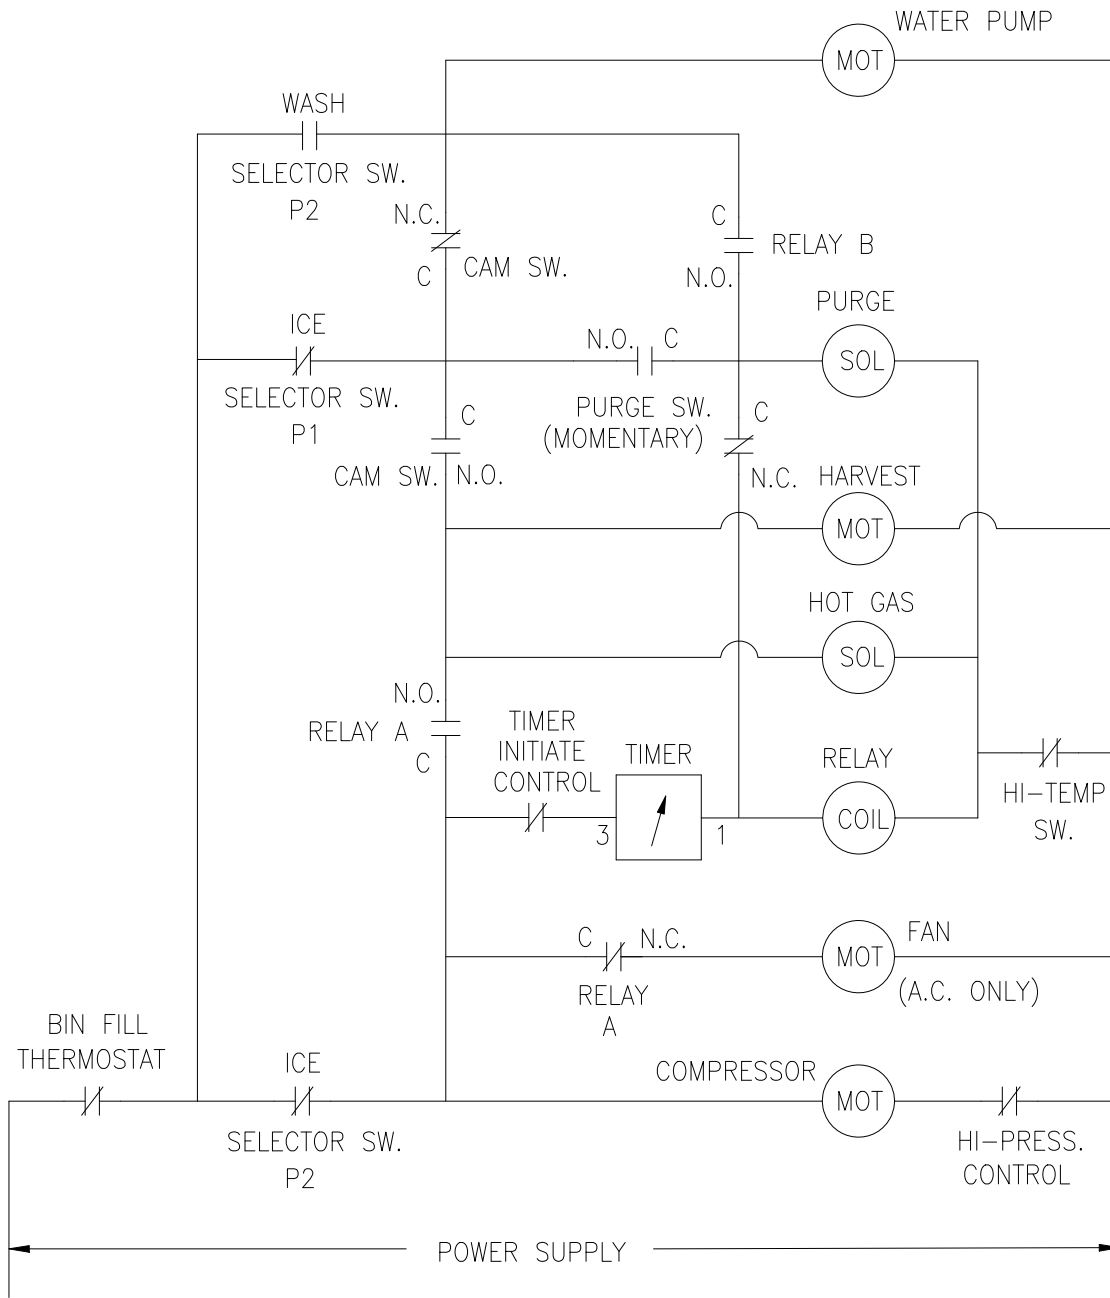 WATER PUMP
MOT
WASH
SELECTOR SW.
P2
N.C.
C
CAM SW.
C
RELAY B
N.O.
PURGE
SOL
ICE
SELECTOR SW.
P1
N.O.
C
PURGE SW.
(MOMENTARY)
C
CAM SW.
N.O.
C
N.C.
HARVEST
MOT
HOT GAS
SOL
N.O.
RELAY A
C
TIMER
INITIATE
CONTROL
TIMER
3
1
RELAY
COIL
HI-TEMP
SW.
C
N.C.
RELAY
A
FAN
MOT
(A.C. ONLY)
BIN FILL
THERMOSTAT
ICE
SELECTOR SW.
P2
COMPRESSOR
MOT
HI-PRESS.
CONTROL
POWER SUPPLY